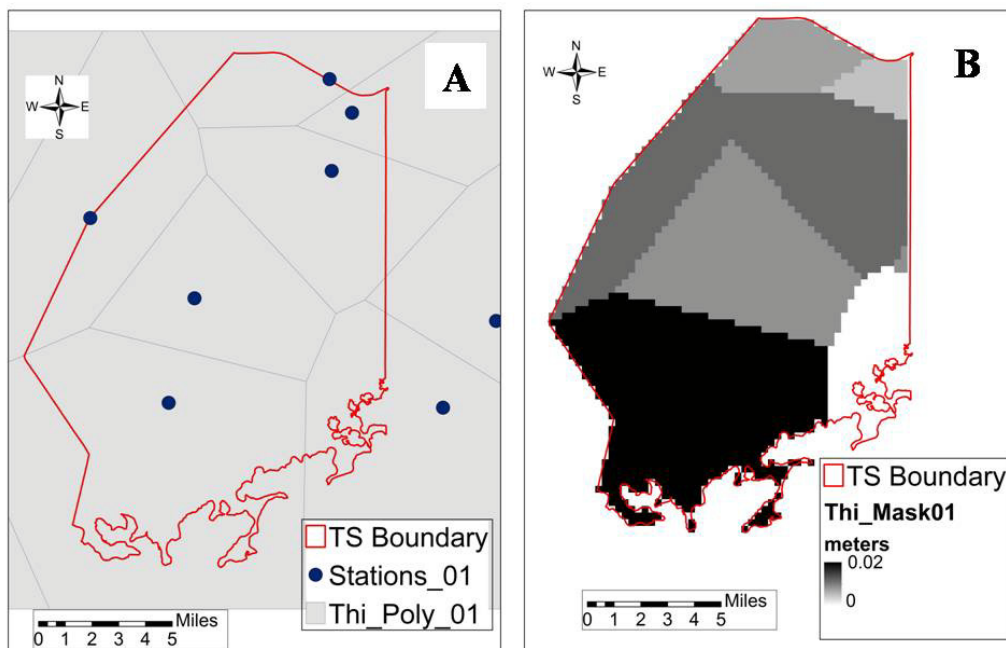 A
N
W E
S
TS Boundary
Stations_01
Thi_Poly_01
Miles
0 1 2 3 4 5
B
N
W E
S
TS Boundary
Thi_Mask01
meters
0.02
0
Miles
0 1 2 3 4 5